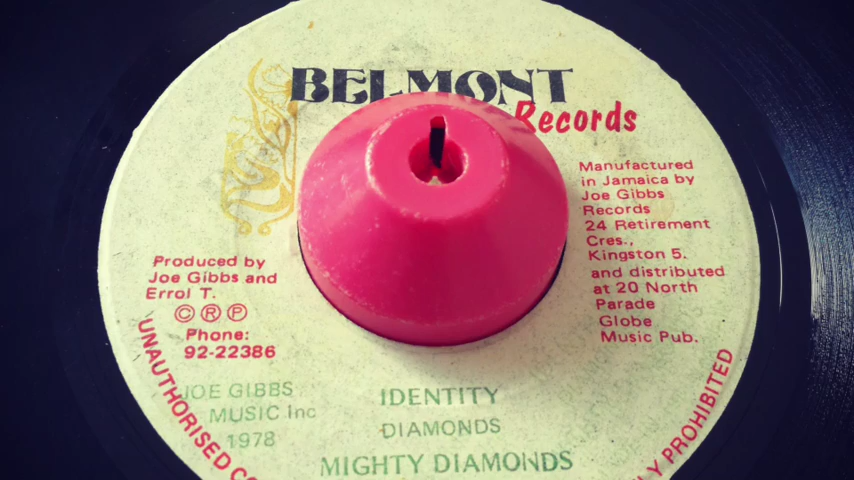 BELMONT
Records
Manufactured
in Jamaica by
Joe Gibbs
Records
24 Retirement
Cres.,
Kingston 5.
and distributed
at 20 North
Parade
Globe
Music Pub.
Produced by
Joe Gibbs and
Errol T.
© ® ℗
Phone:
92-22386
JOE GIBBS
MUSIC Inc
1978
IDENTITY
DIAMONDS
MIGHTY DIAMONDS
UNAUTHORISED
PROHIBITED